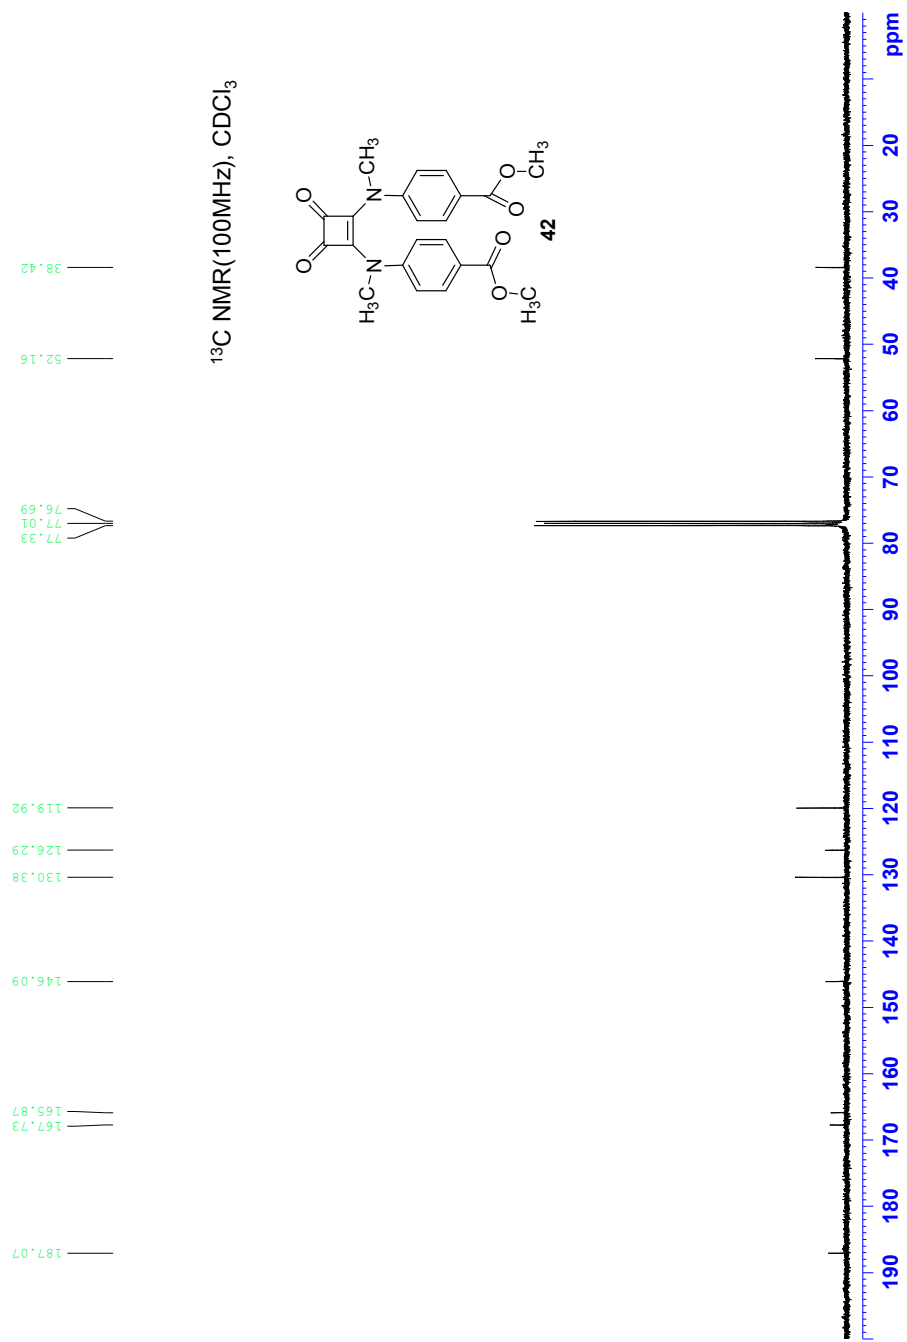 187.07
167.73
165.87
146.09
130.38
126.29
119.92
77.33
77.01
76.69
52.16
38.42
¹³C NMR(100MHz), CDCl₃
O
O
N
N
H₃C
CH₃
O
O
O
O
H₃C
CH₃
42
190
180
170
160
150
140
130
120
110
100
90
80
70
60
50
40
30
20
ppm